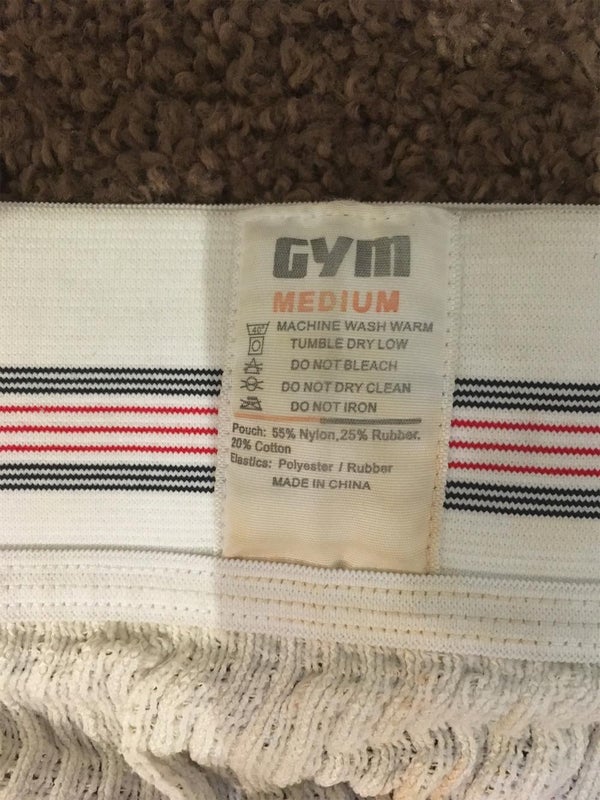 GYM
MEDIUM
40° MACHINE WASH WARM
TUMBLE DRY LOW
DO NOT BLEACH
DO NOT DRY CLEAN
DO NOT IRON
Pouch: 55% Nylon,25% Rubber.
20% Cotton
Elastics: Polyester / Rubber
MADE IN CHINA